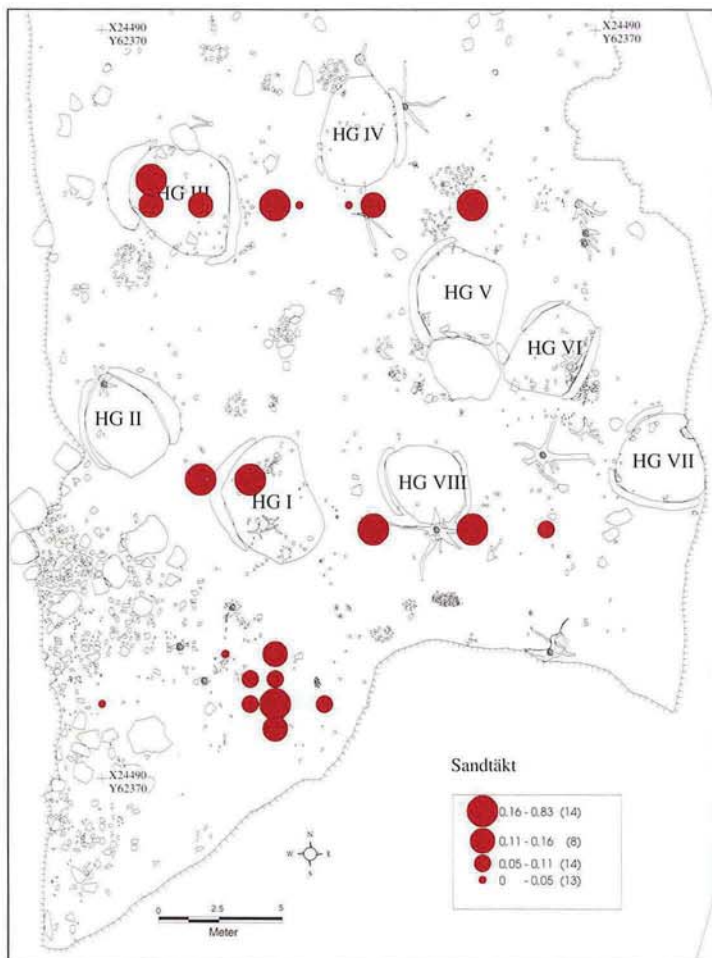 X24490
Y62370
X24490
Y62370
HG IV
HG III
HG V
HG VI
HG II
HG VII
HG VIII
HG I
Sandtäkt
0,16 - 0,83 (14)
0,11 - 0,16 (8)
0,05 - 0,11 (14)
0 - 0,05 (13)
X24490
Y62370
N
W E
S
0 2.5 5
Meter